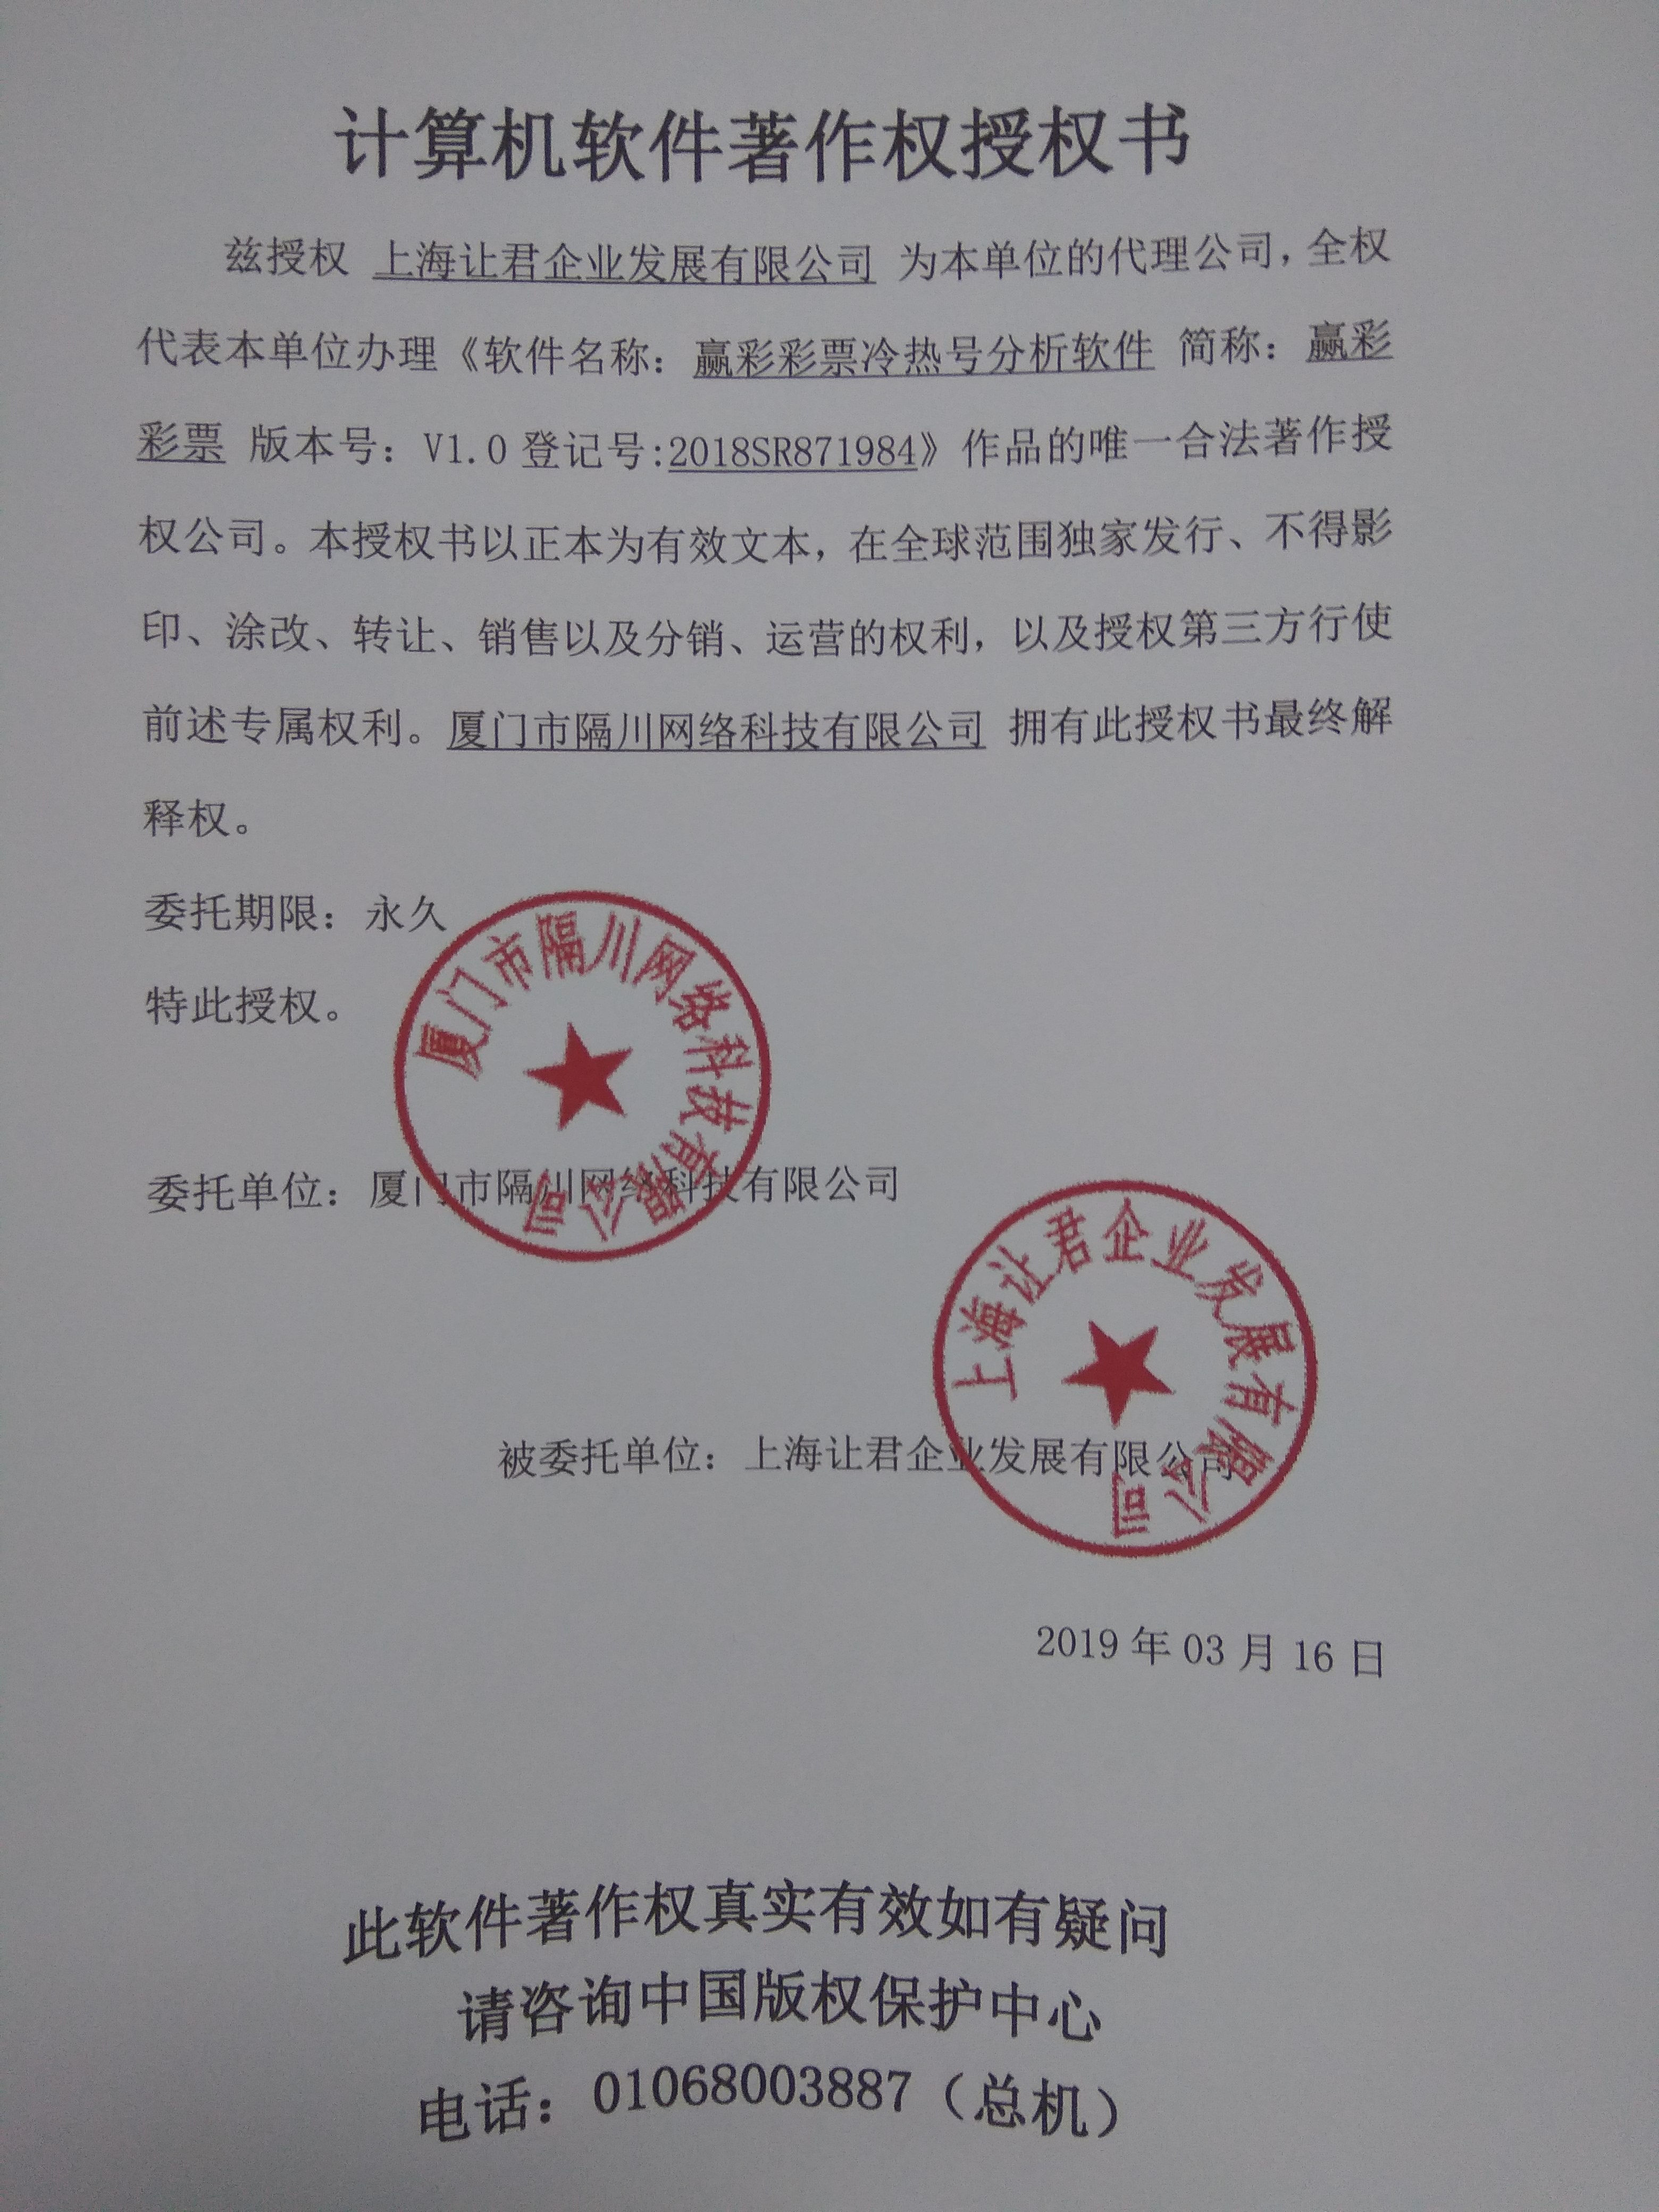 计算机软件著作权授权书
兹授权 上海让君企业发展有限公司 为本单位的代理公司，全权
代表本单位办理《软件名称：赢彩彩票冷热号分析软件 简称：赢彩
彩票 版本号：V1.0 登记号:2018SR871984》作品的唯一合法著作授
权公司。本授权书以正本为有效文本，在全球范围独家发行、不得影
印、涂改、转让、销售以及分销、运营的权利，以及授权第三方行使
前述专属权利。厦门市隔川网络科技有限公司 拥有此授权书最终解
释权。
委托期限：永久
特此授权。
厦门市隔川网络科技有限公司
委托单位：厦门市隔川网络科技有限公司
上海让君企业发展有限公司
被委托单位：上海让君企业发展有限公司
2019 年 03 月 16 日
此软件著作权真实有效如有疑问
请咨询中国版权保护中心
电话：01068003887（总机）